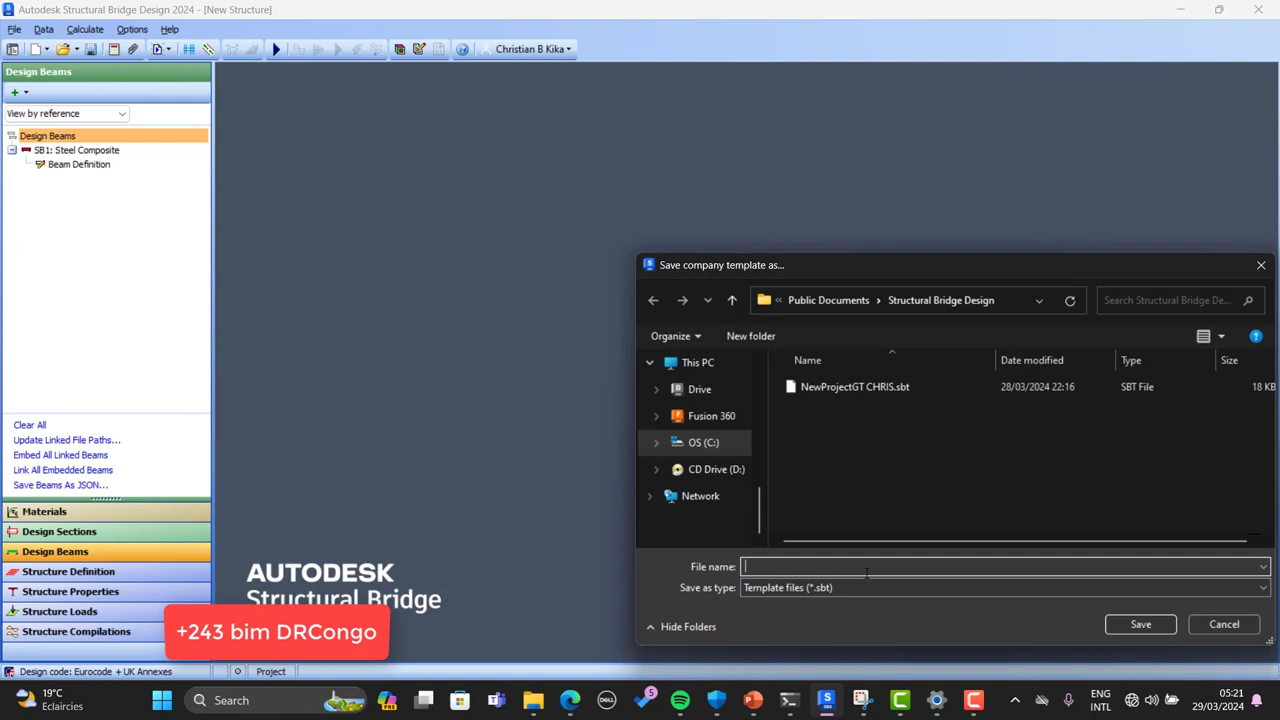 Autodesk Structural Bridge Design 2024 - [New Structure]
File Data Calculate Options Help
Christian B Kika
Design Beams
View by reference
Design Beams
SB1: Steel Composite
Beam Definition
Clear All
Update Linked File Paths...
Embed All Linked Beams
Link All Embedded Beams
Save Beams As JSON...
Materials
Design Sections
Design Beams
Structure Definition
Structure Properties
Structure Loads
Structure Compilations
AUTODESK
Structural Bridge
+243 bim DRCongo
Save company template as...
« Public Documents > Structural Bridge Design
Search Structural Bridge De...
Organize New folder
Name Date modified Type Size
NewProjectGT CHRIS.sbt 28/03/2024 22:16 SBT File 18 KB
This PC
Drive
Fusion 360
OS (C:)
CD Drive (D:)
Network
File name:
Save as type: Template files (*.sbt)
Hide Folders
Save Cancel
Design code: Eurocode + UK Annexes Project
19°C
Eclaircies
Search
PRE
DELL
5
SBD
ENG
INTL
05:21
29/03/2024